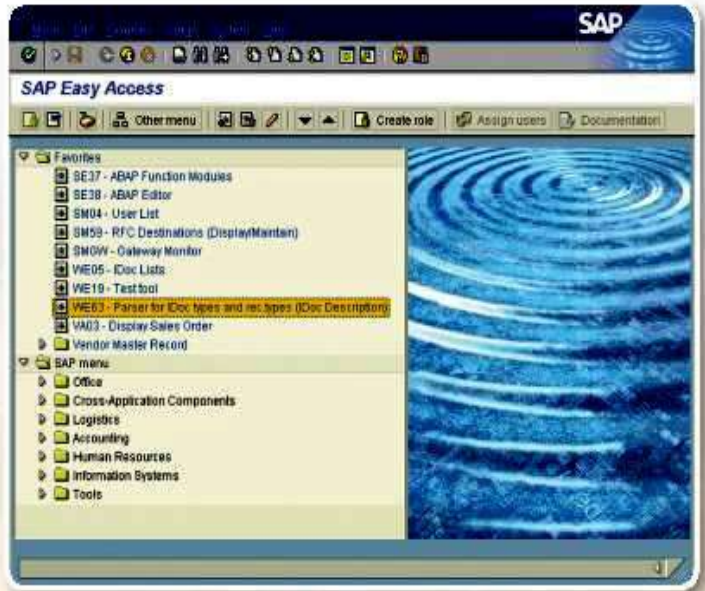 SAP
SAP Easy Access
Other menu Create role Assign users Documentation
Favorites
SE37 - ABAP Function Modules
SE38 - ABAP Editor
SM04 - User List
SM59 - RFC Destinations (Display/Maintain)
SMGW - Gateway Monitor
WE05 - IDoc Lists
WE19 - Test tool
WE63 - Parser for IDoc types and rec.types (IDoc Description)
VA03 - Display Sales Order
Vendor Master Record
SAP menu
Office
Cross-Application Components
Logistics
Accounting
Human Resources
Information Systems
Tools